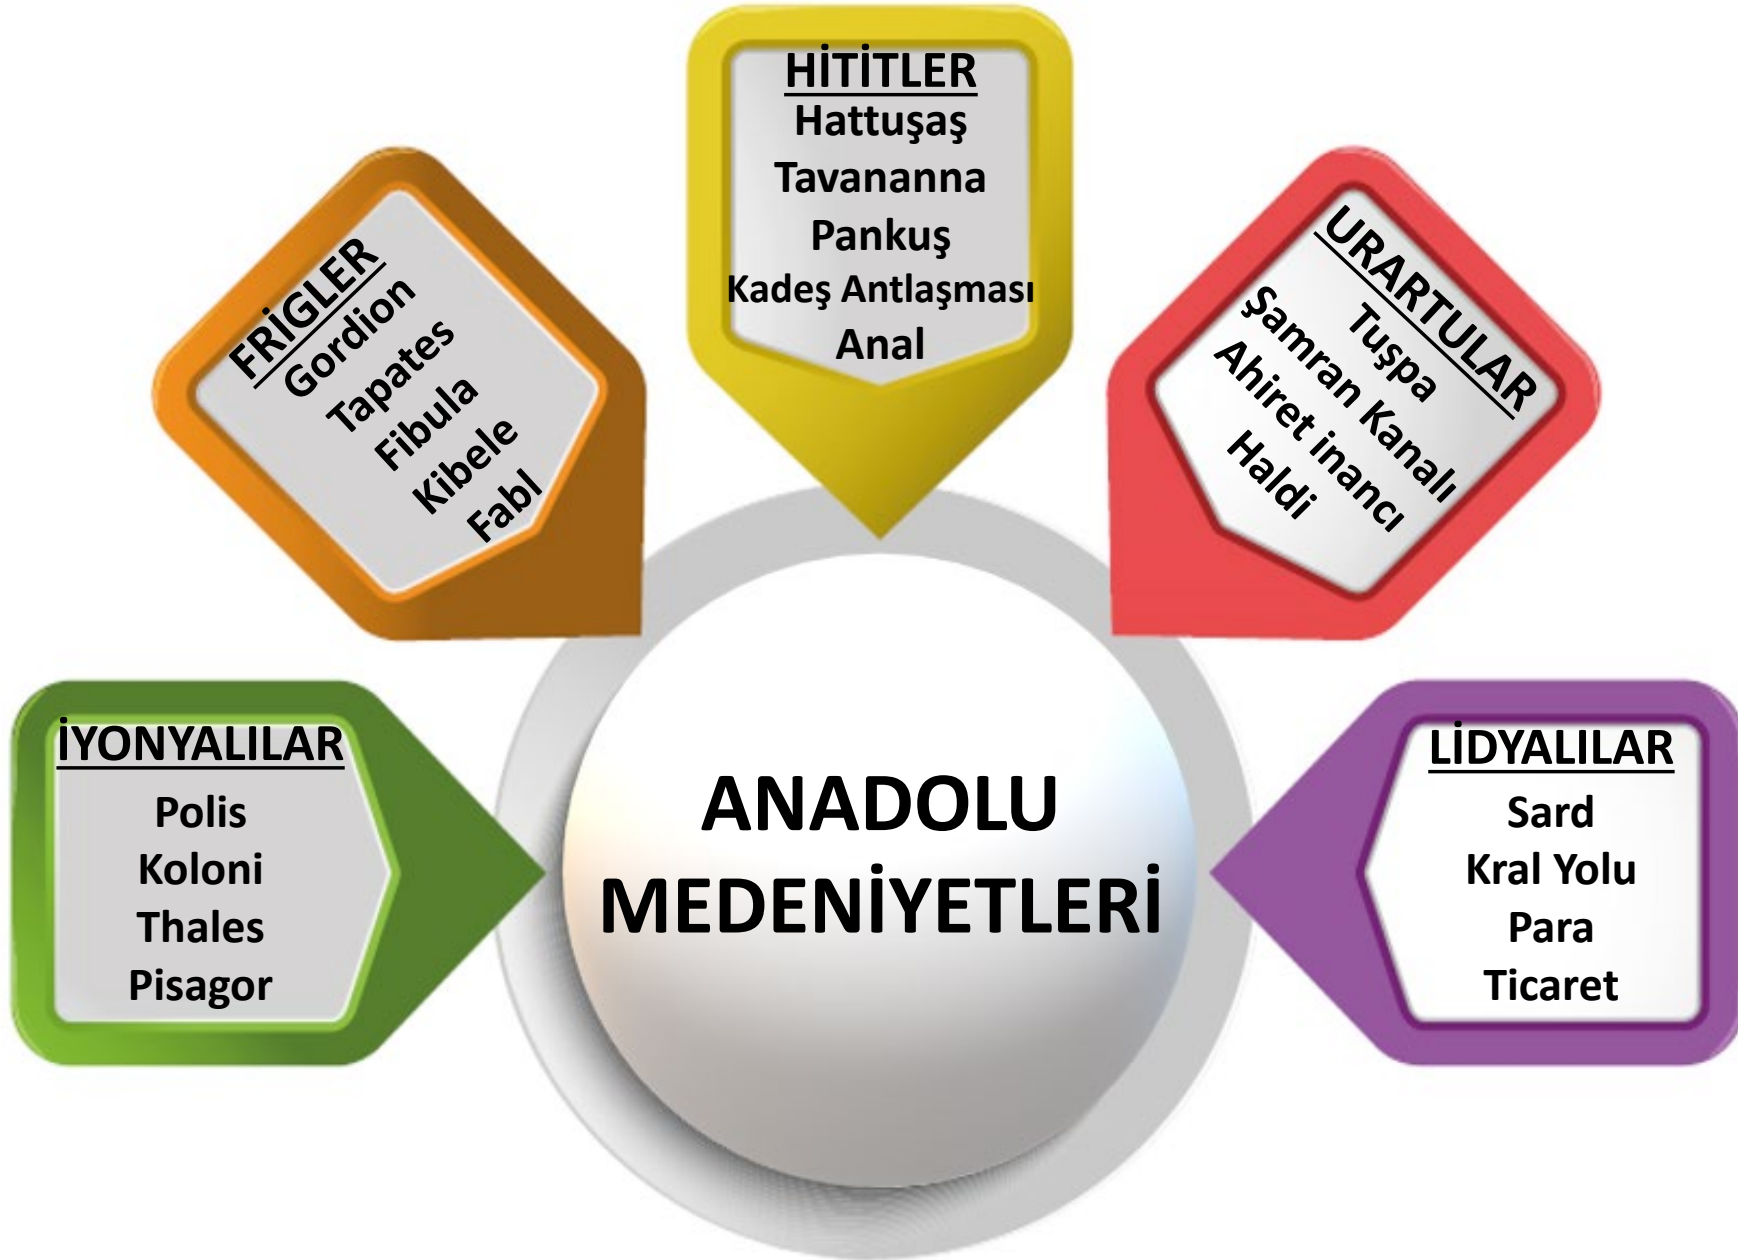 HİTİTLER
Hattuşaş
Tavananna
Pankuş
Kadeş Antlaşması
Anal
FRİGLER
Gordion
Tapates
Fibula
Kibele
Fabl
URARTULAR
Tuşpa
Şamran Kanalı
Ahiret inancı
Haldi
İYONYALILAR
Polis
Koloni
Thales
Pisagor
ANADOLU
MEDENİYETLERİ
LİDYALILAR
Sard
Kral Yolu
Para
Ticaret